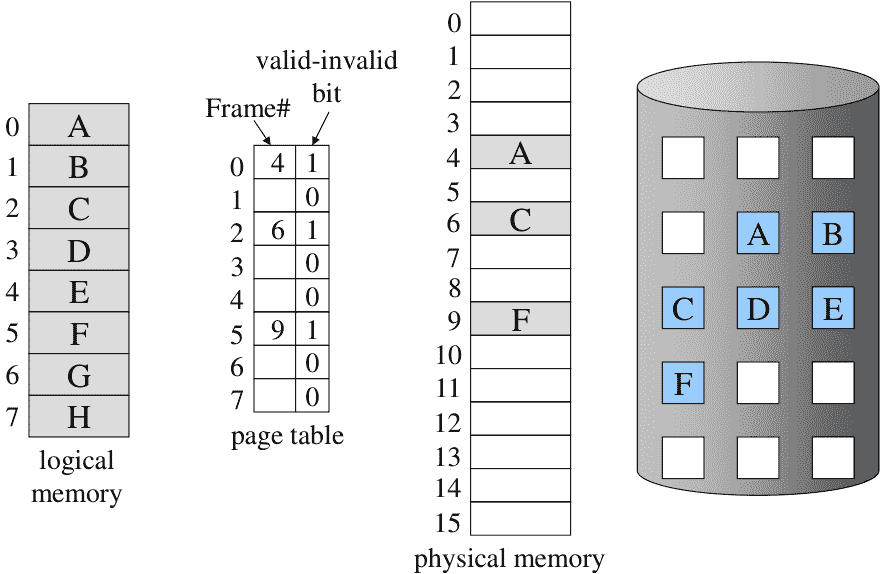 0 A
1 B
2 C
3 D
4 E
5 F
6 G
7 H
logical
memory
valid-invalid
bit
Frame#
0 4 1
1 0
2 6 1
3 0
4 0
5 9 1
6 0
7 0
page table
0
1
2
3
4 A
5
6 C
7
8
9 F
10
11
12
13
14
15
physical memory
A B
C D E
F